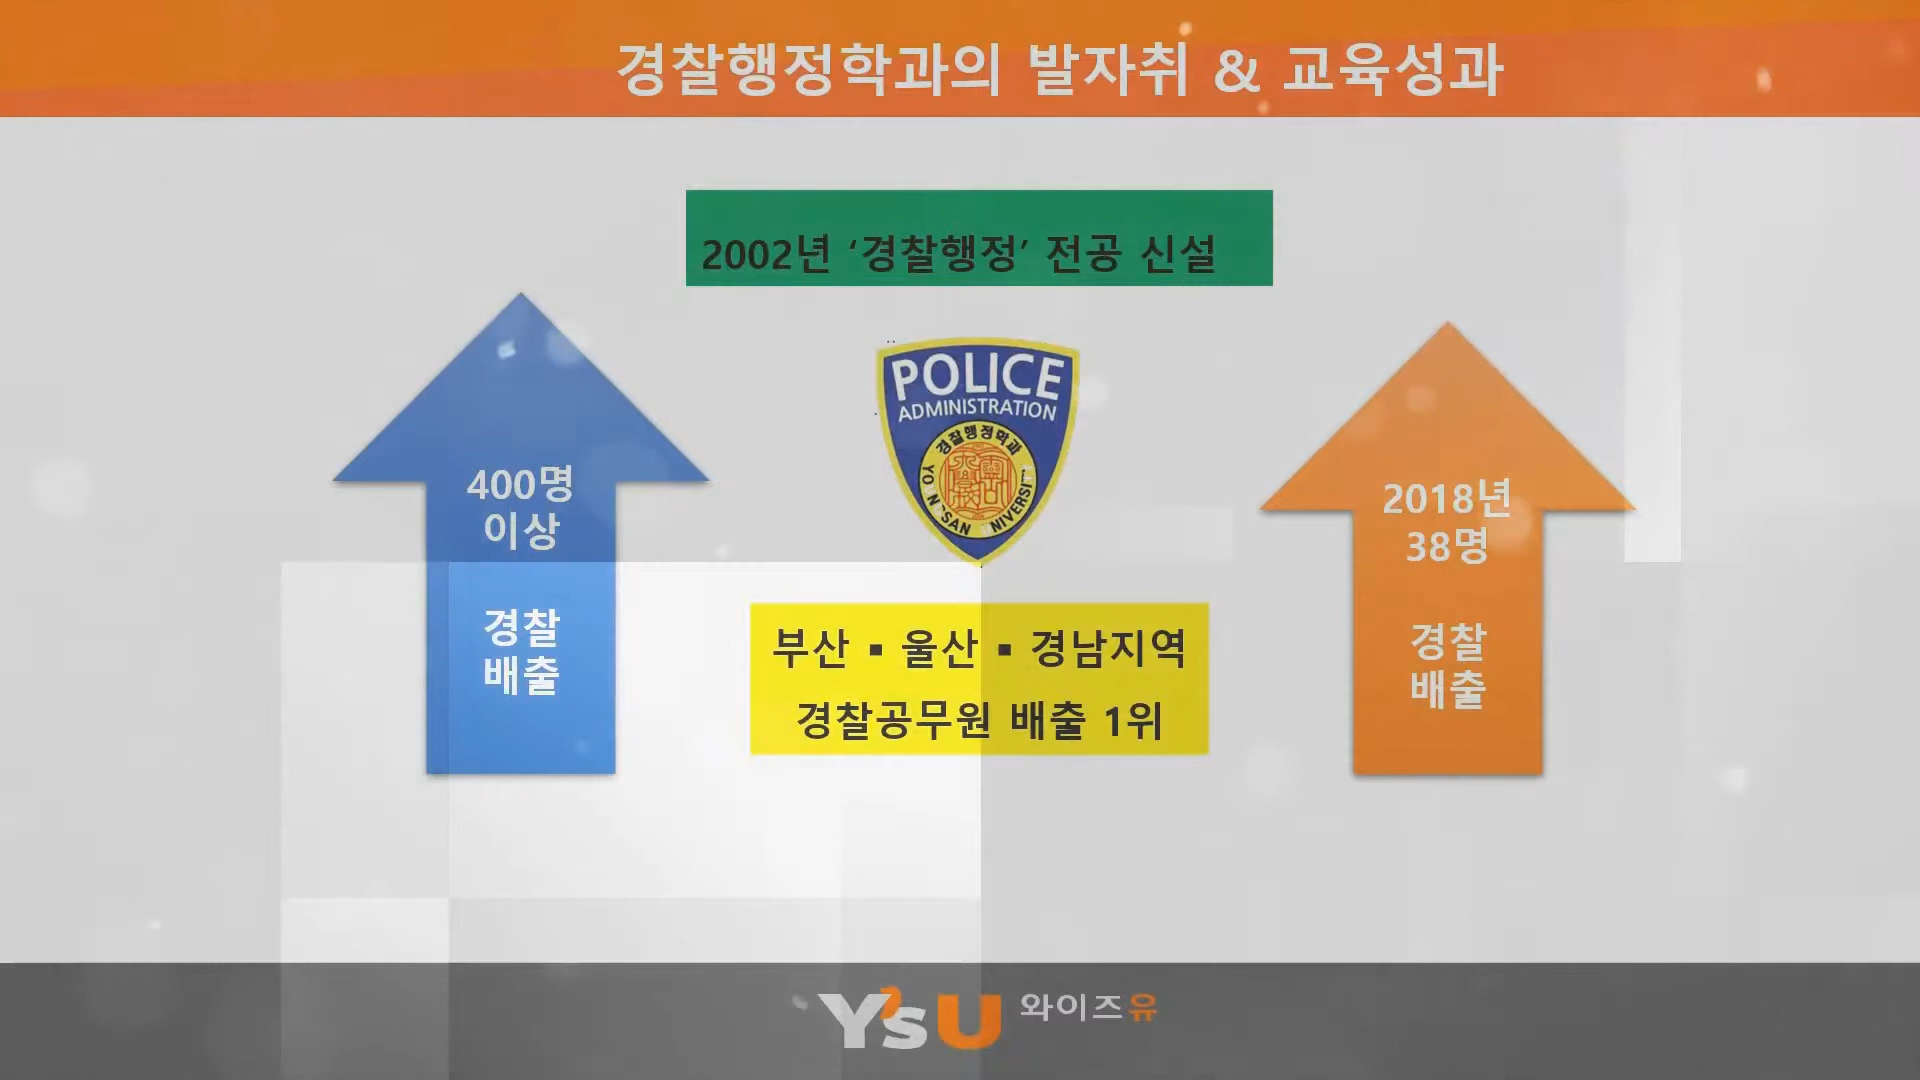 경찰행정학과의 발자취 & 교육성과
2002년 ‘경찰행정’ 전공 신설
400명
이상
경찰
배출
POLICE
ADMINISTRATION
경찰행정학과
YOUNGSAN UNIVERSITY
2018년
38명
경찰
배출
부산 ▪ 울산 ▪ 경남지역
경찰공무원 배출 1위
Y'sU 와이즈유